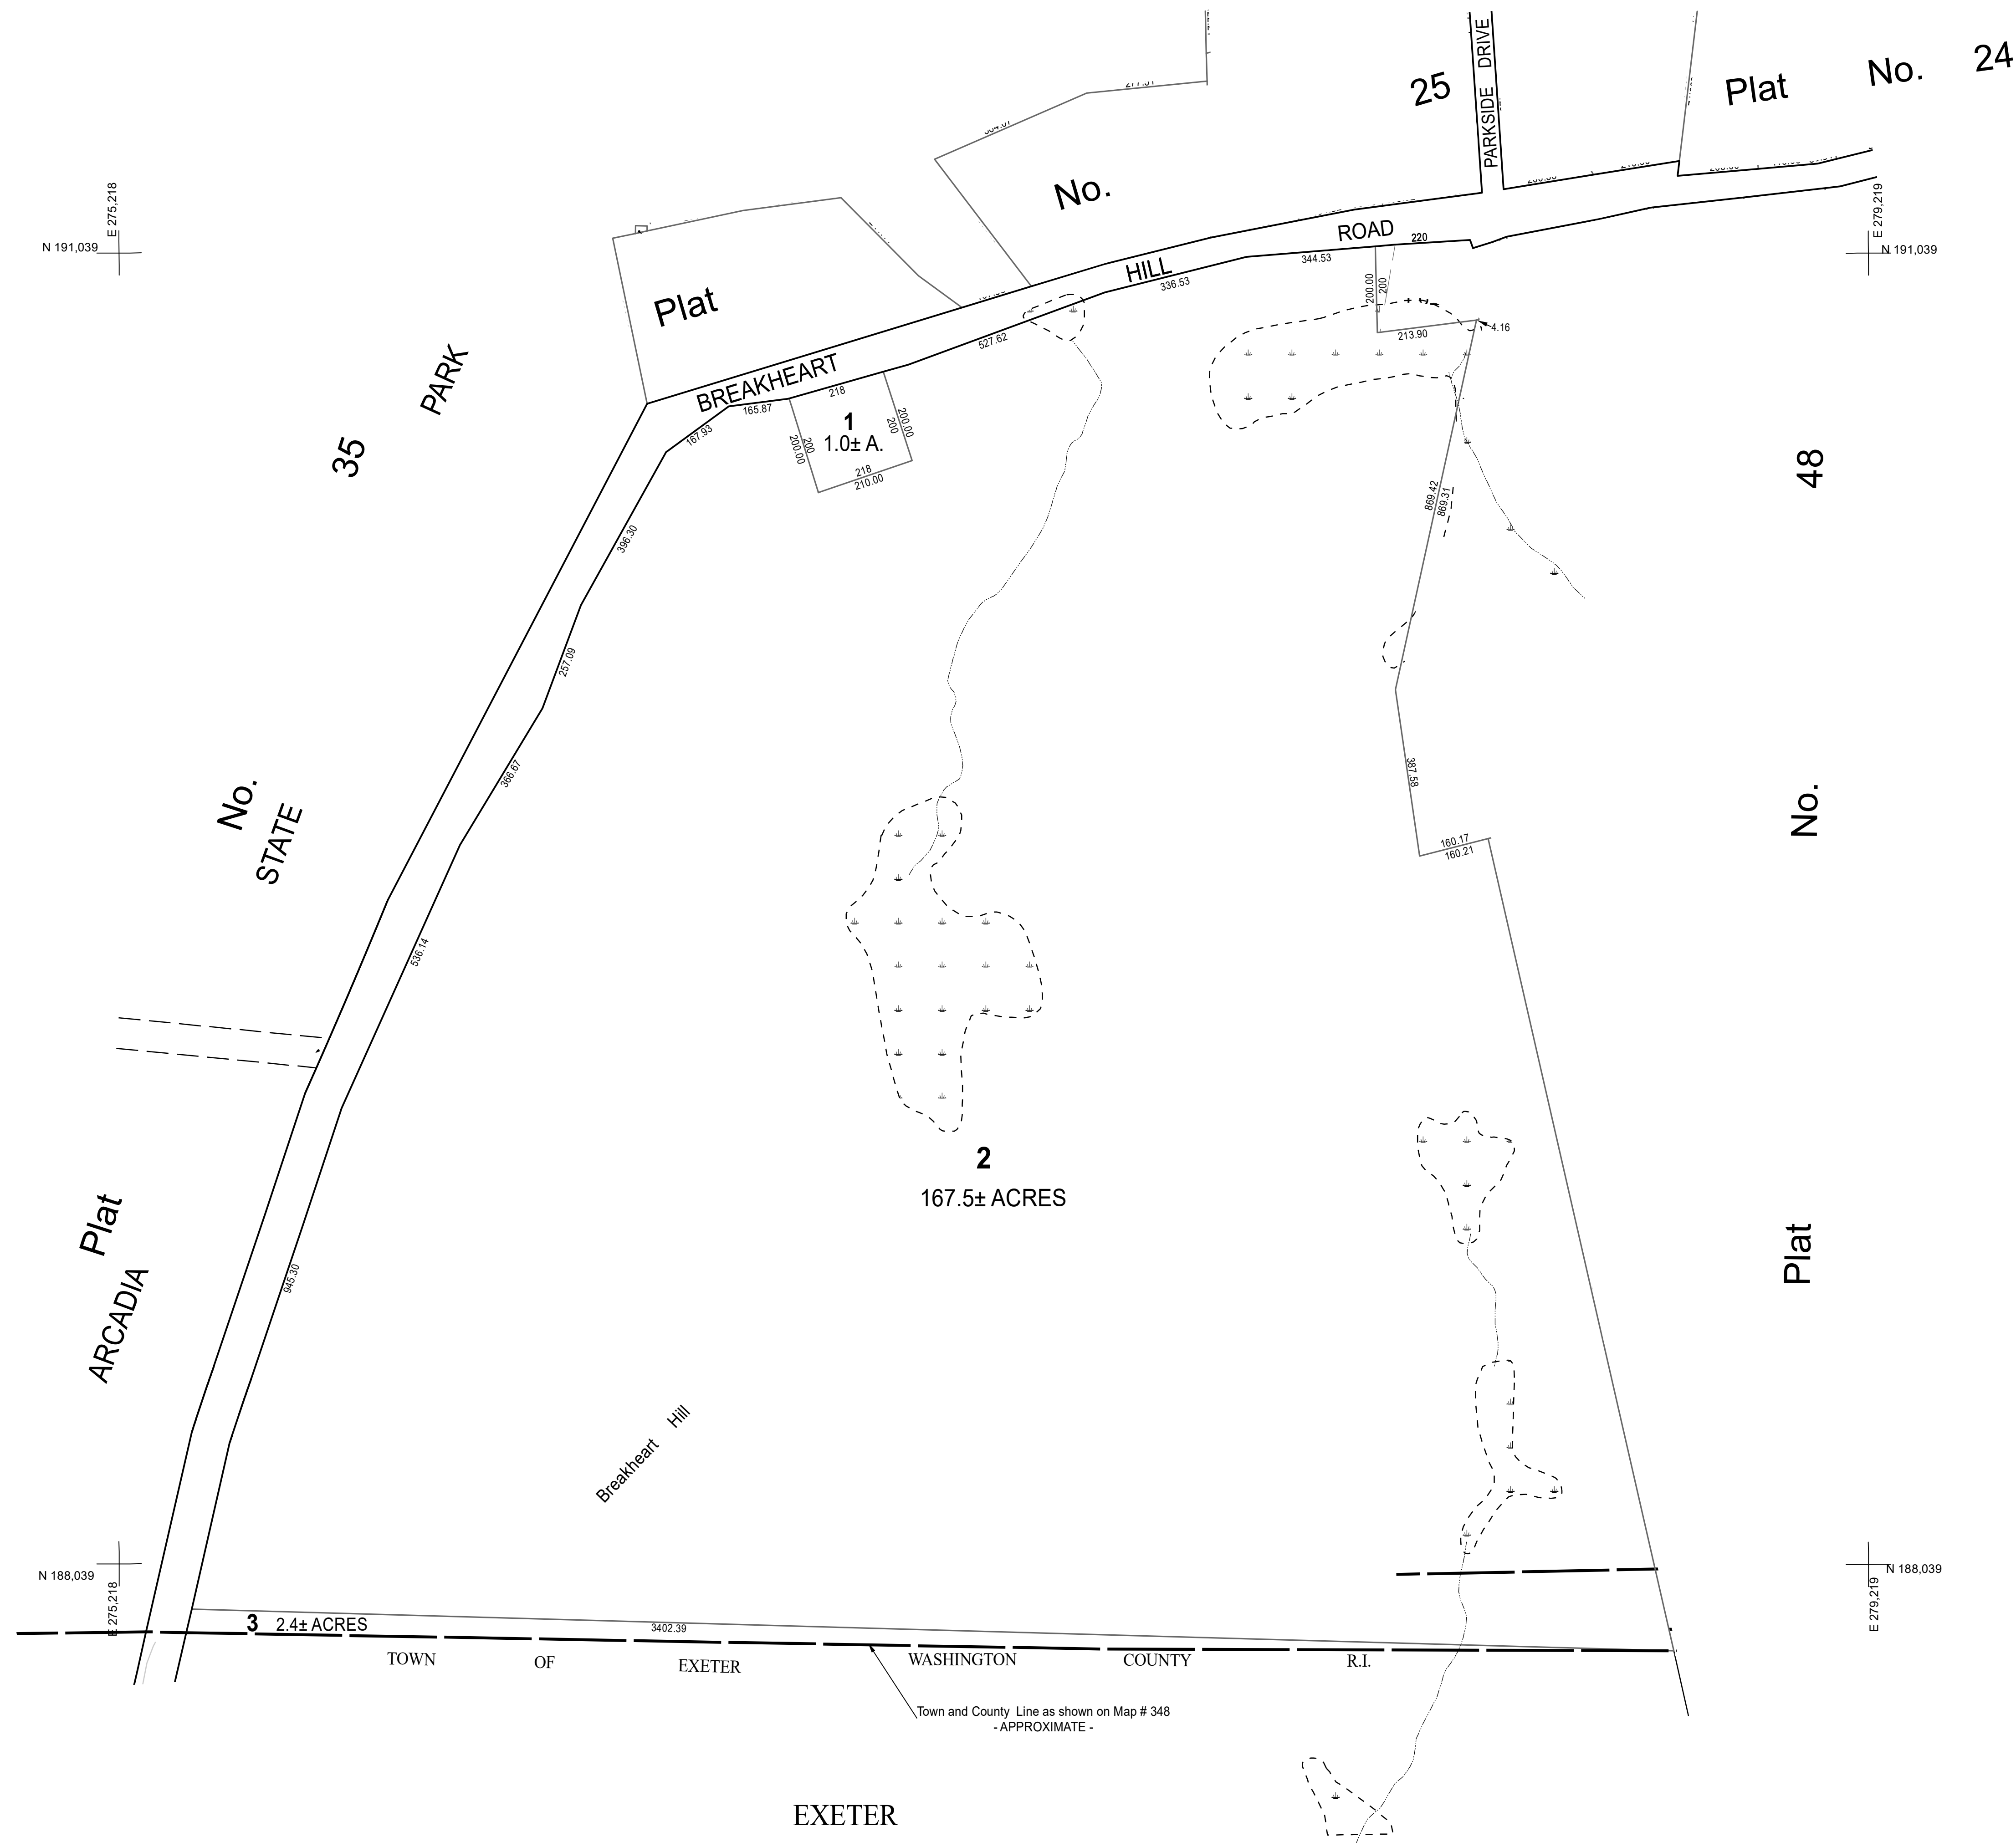 25
PARKSIDE DRIVE
Plat No. 24
No.
E 275,218
N 191,039
E 279,219
N 191,039
ROAD
220
HILL
344.53
336.53
200.00
200
213.90
4.16
Plat
527.62
BREAKHEART
218
165.87
167.93
1
1.0± A.
200.00
200
200
200.00
218
210.00
35
PARK
48
396.30
869.42
869.31
257.09
366.67
387.58
160.17
160.21
No.
STATE
No.
536.14
2
167.5± ACRES
Plat
ARCADIA
Plat
945.30
Breakheart Hill
N 188,039
E 275,218
N 188,039
E 279,219
3 2.4± ACRES
3402.39
TOWN OF EXETER WASHINGTON COUNTY R.I.
Town and County Line as shown on Map # 348
- APPROXIMATE -
EXETER